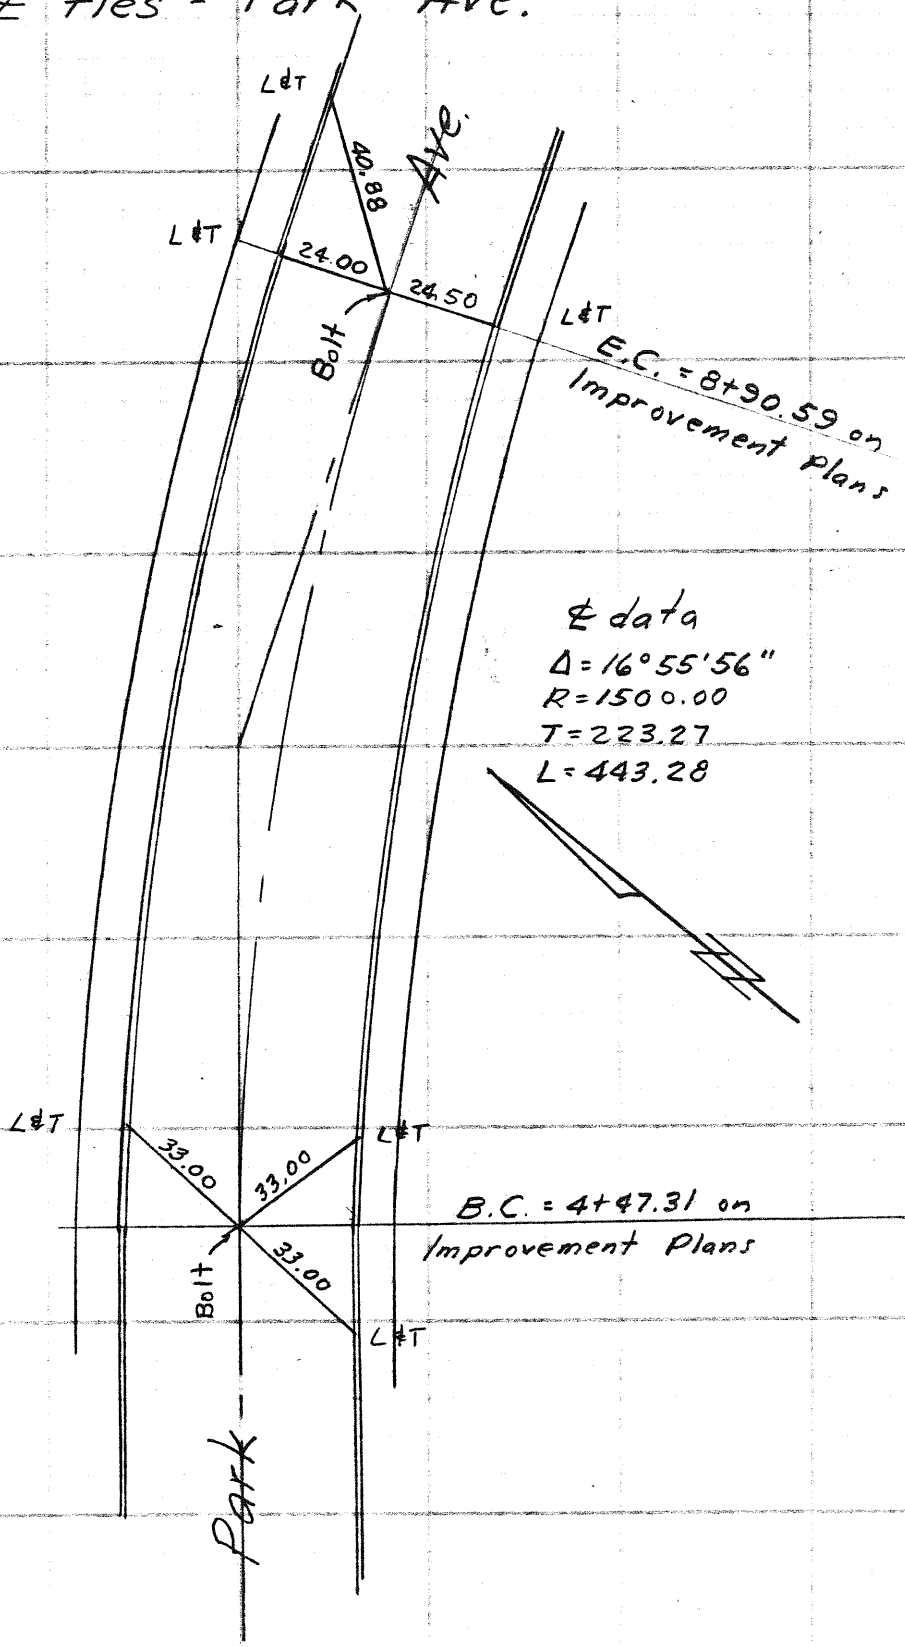 ℄ Ties - Park Ave.
L&T
40.88
Ave.
L&T
24.00
24.50
Bolt
L&T
E.C. = 8+90.59 on
Improvement Plans
℄ data
Δ = 16°55'56"
R = 1500.00
T = 223.27
L = 443.28
L&T
33.00
33.00
L&T
B.C. = 4+47.31 on
Improvement Plans
Bolt
33.00
L&T
Park